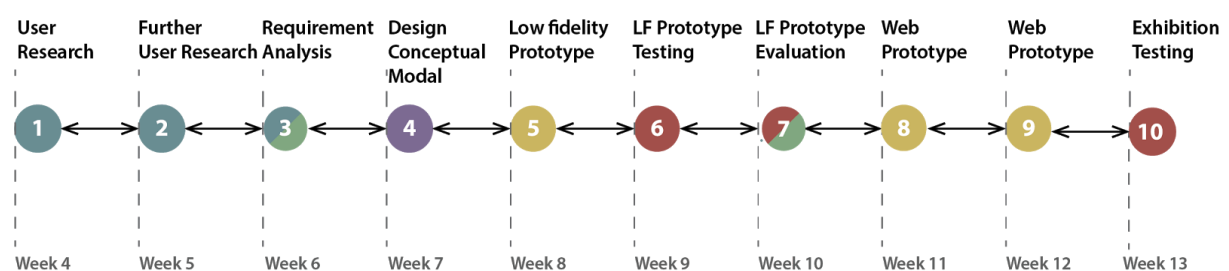 User
Research
Further
User Research
Requirement
Analysis
Design
Conceptual
Modal
Low fidelity
Prototype
LF Prototype
Testing
LF Prototype
Evaluation
Web
Prototype
Web
Prototype
Exhibition
Testing
1
2
3
4
5
6
7
8
9
10
Week 4
Week 5
Week 6
Week 7
Week 8
Week 9
Week 10
Week 11
Week 12
Week 13